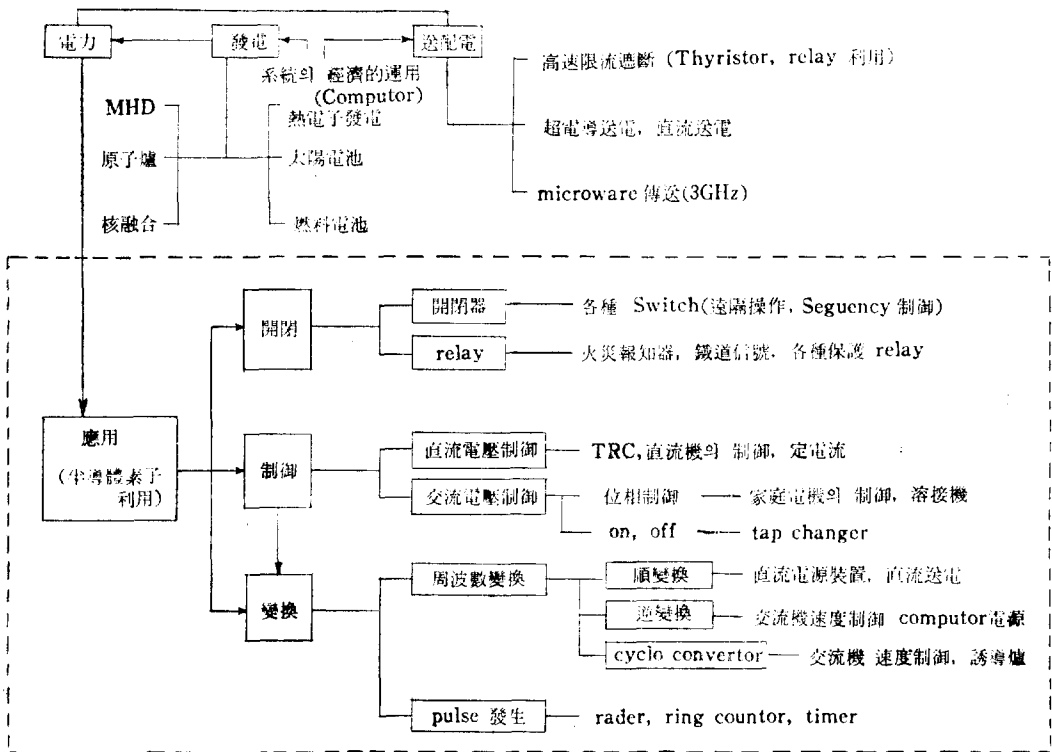 電力
發電
送配電
系統의 經濟的運用
(Computor)
高速限流遮斷 (Thyristor, relay 利用)
超電導送電, 直流送電
microware 傳送(3GHz)
MHD
原子爐
核融合
熱電子發電
太陽電池
燃料電池
應用
(半導體素子
利用)
開閉
開閉器
各種 Switch(遠隔操作, Seguency 制御)
relay
火災報知器, 鐵道信號, 各種保護 relay
制御
直流電壓制御
TRC, 直流機의 制御, 定電流
交流電壓制御
位相制御
家庭電機의 制御, 溶接機
on, off
tap changer
變換
周波數變換
順變換
直流電源裝置, 直流送電
逆變換
交流機速度制御 computor電源
cyclo convertor
交流機 速度制御, 誘導爐
pulse 發生
rader, ring countor, timer